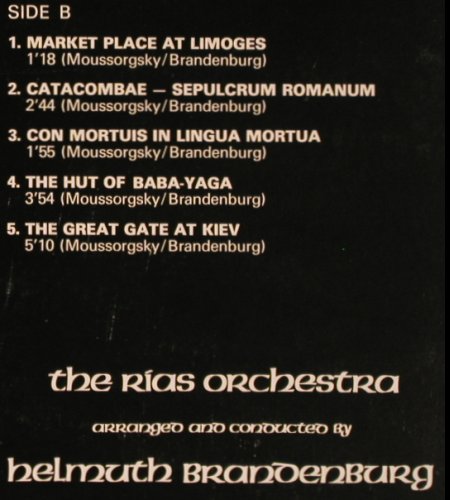 SIDE B
1. MARKET PLACE AT LIMOGES
1'18 (Moussorgsky/Brandenburg)
2. CATACOMBAE – SEPULCRUM ROMANUM
2'44 (Moussorgsky/Brandenburg)
3. CON MORTUIS IN LINGUA MORTUA
1'55 (Moussorgsky/Brandenburg)
4. THE HUT OF BABA-YAGA
3'54 (Moussorgsky/Brandenburg)
5. THE GREAT GATE AT KIEV
5'10 (Moussorgsky/Brandenburg)
the Rías ORChestRA
ARRAnged And conducted by
helmuth BRAndenBuRg